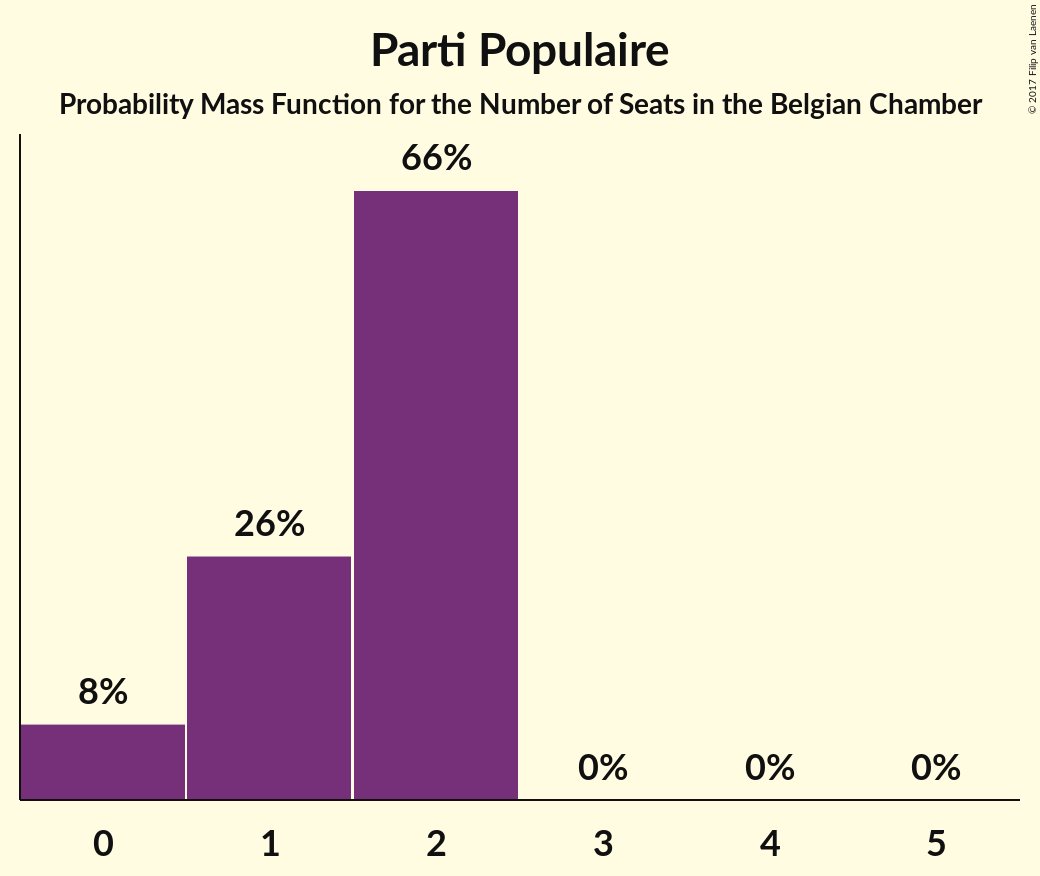 Parti Populaire
Probability Mass Function for the Number of Seats in the Belgian Chamber
© 2017 Filip van Laenen
66%
26%
8%
0% 0% 0%
0 1 2 3 4 5